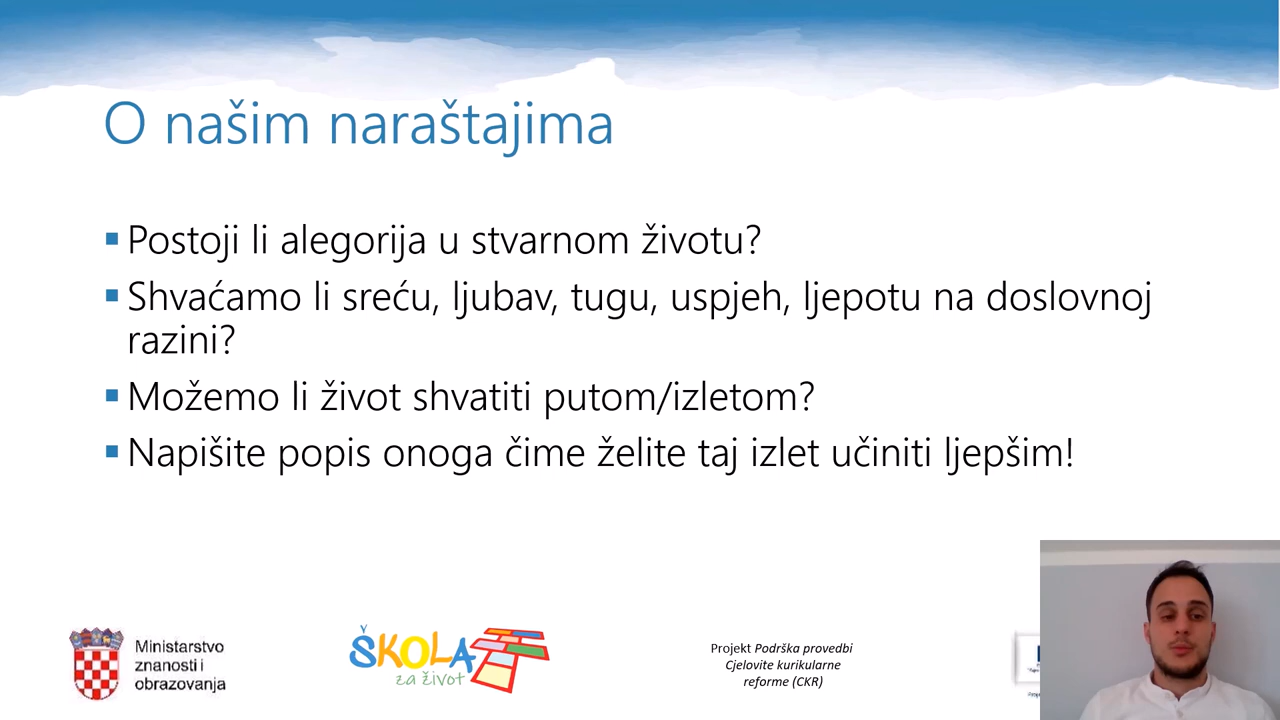 O našim naraštajima
Postoji li alegorija u stvarnom životu?
Shvaćamo li sreću, ljubav, tugu, uspjeh, ljepotu na doslovnoj
razini?
Možemo li život shvatiti putom/izletom?
Napišite popis onoga čime želite taj izlet učiniti ljepšim!
Ministarstvo
znanosti i
obrazovanja
ŠKOLA
za život
Projekt Podrška provedbi
Cjelovite kurikularne
reforme (CKR)